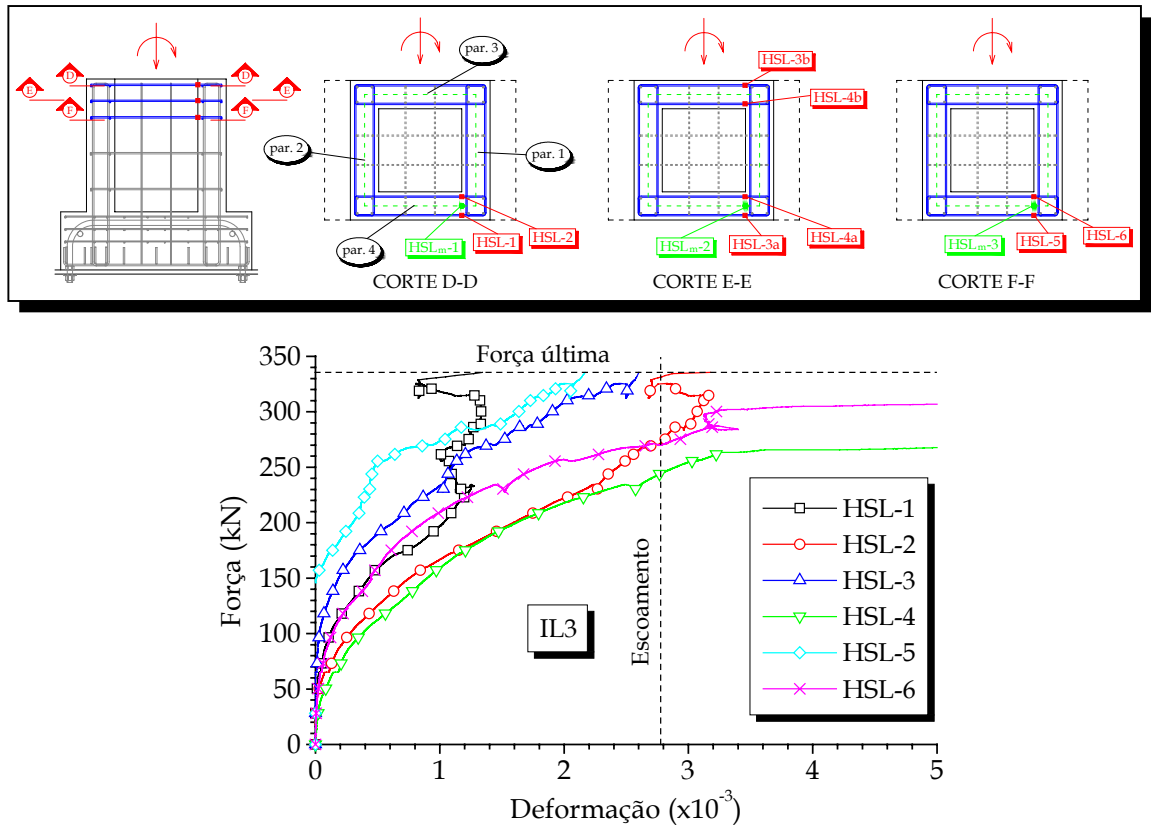 D
D
E
E
F
F
par. 3
par. 2
par. 1
par. 4
HSLm-1
HSL-1
HSL-2
CORTE D-D
HSL-3b
HSL-4b
HSLm-2
HSL-3a
HSL-4a
CORTE E-E
HSLm-3
HSL-5
HSL-6
CORTE F-F
350
300
250
200
150
100
50
0
Força (kN)
Força última
Escoamento
IL3
HSL-1
HSL-2
HSL-3
HSL-4
HSL-5
HSL-6
0 1 2 3 4 5
Deformação (x10⁻³)